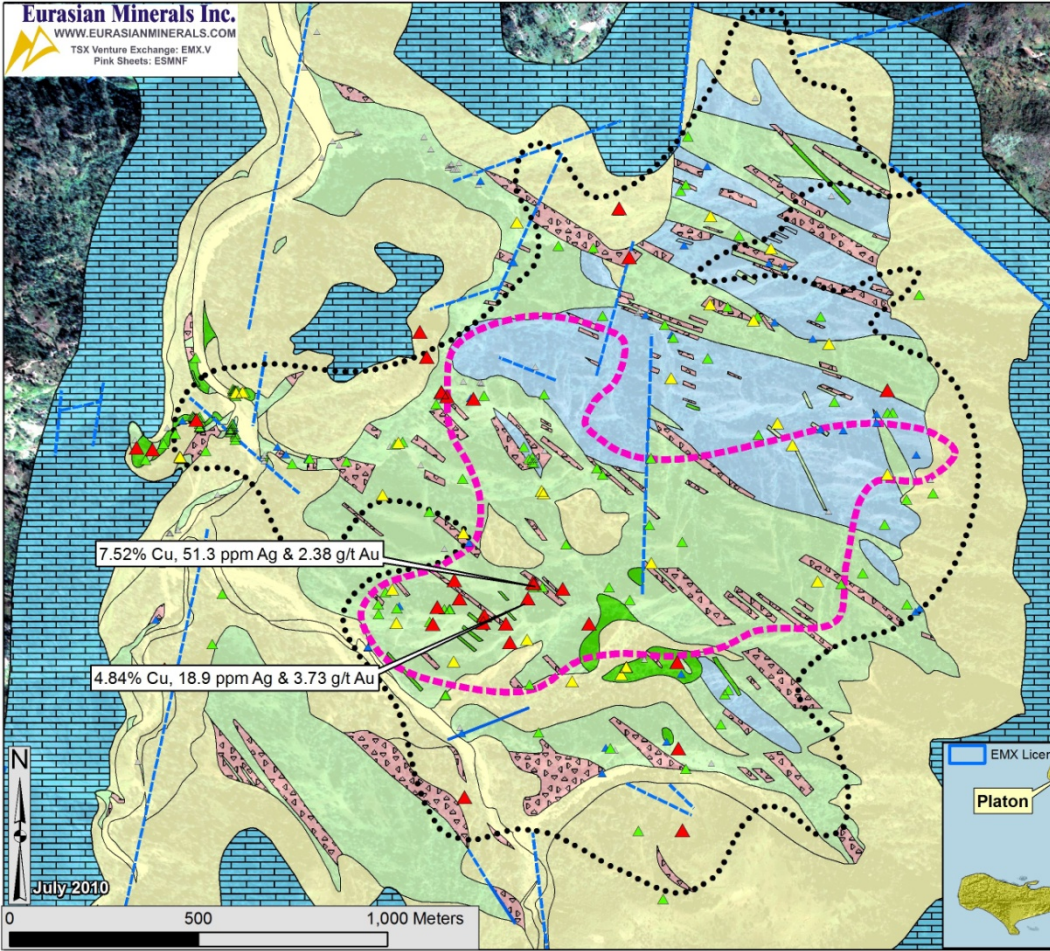 Eurasian Minerals Inc.
WWW.EURASIANMINERALS.COM
TSX Venture Exchange: EMX.V
Pink Sheets: ESMNF
7.52% Cu, 51.3 ppm Ag & 2.38 g/t Au
4.84% Cu, 18.9 ppm Ag & 3.73 g/t Au
N
EMX Licen
Platon
July 2010
0 500 1,000 Meters